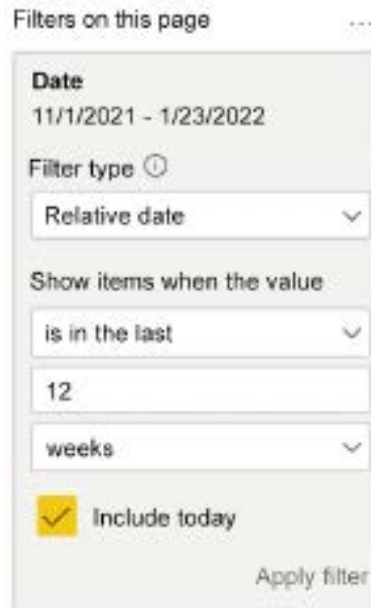 Filters on this page ...
Date
11/1/2021 - 1/23/2022
Filter type ⓘ
Relative date
Show items when the value
is in the last
12
weeks
Include today
Apply filter